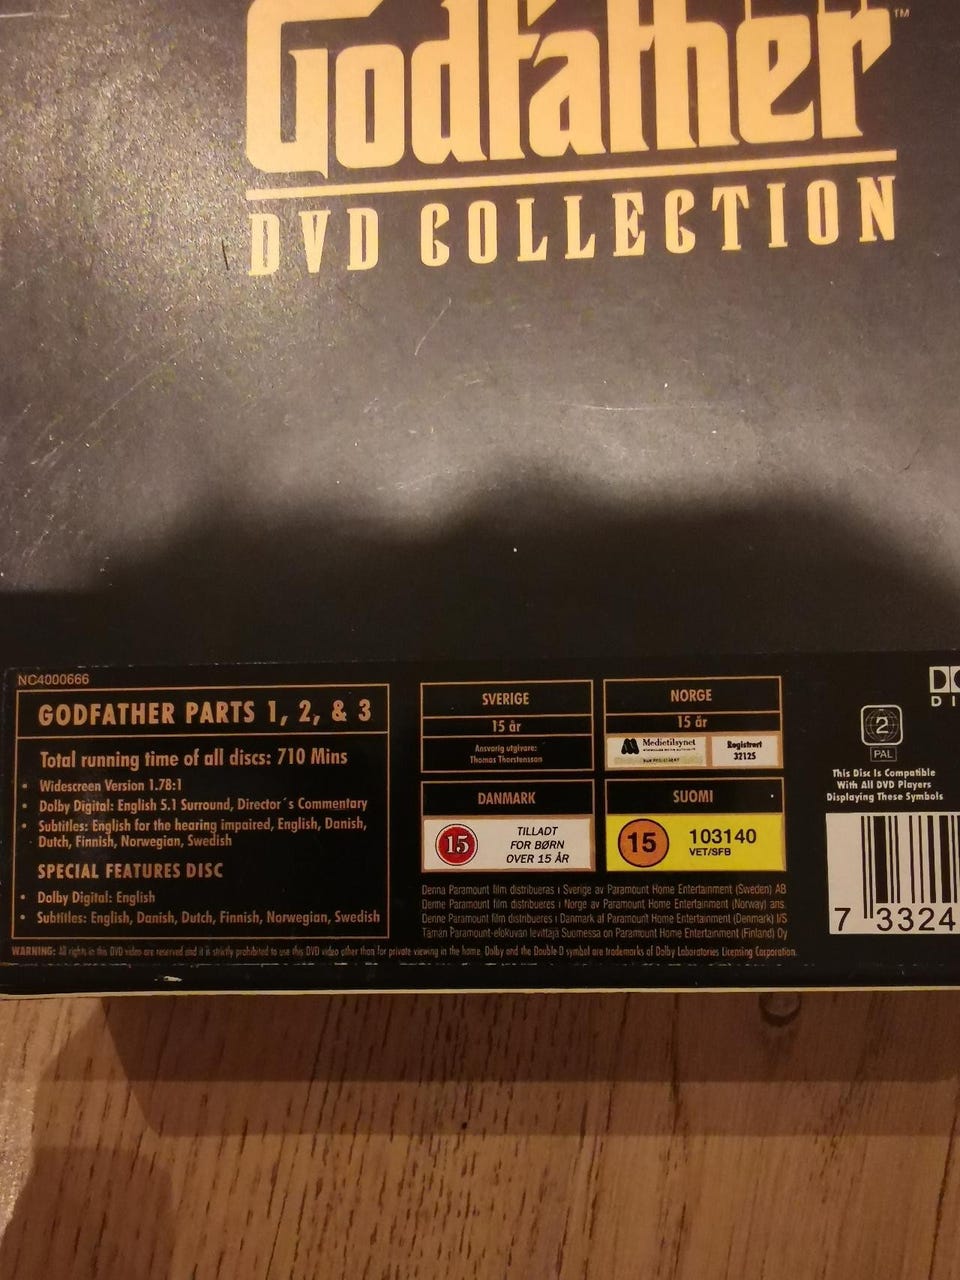 Godfather™
DVD COLLECTION
NC4000666
GODFATHER PARTS 1, 2, & 3
Total running time of all discs: 710 Mins
• Widescreen Version 1.78:1
• Dolby Digital: English 5.1 Surround, Director´s Commentary
• Subtitles: English for the hearing impaired, English, Danish,
Dutch, Finnish, Norwegian, Swedish
SPECIAL FEATURES DISC
• Dolby Digital: English
• Subtitles: English, Danish, Dutch, Finnish, Norwegian, Swedish
SVERIGE
15 år
Ansvarig utgivare:
Thomas Thorstensson
NORGE
15 år
Medietilsynet
Registrert
32125
DANMARK
15
TILLADT
FOR BØRN
OVER 15 ÅR
SUOMI
15
103140
VET/SFB
Denna Paramount film distribueras i Sverige av Paramount Home Entertainment (Sweden) AB
Denne Paramount film distribueres i Norge av Paramount Home Entertainment (Norway) ans.
Denne Paramount film distribueres i Danmark af Paramount Home Entertainment (Denmark) I/S
Tämän Paramount-elokuvan levittäjä Suomessa on Paramount Home Entertainment (Finland) Oy
2
PAL
This Disc Is Compatible
With All DVD Players
Displaying These Symbols
7 3324
WARNING: All rights in this DVD video are reserved and it is strictly prohibited to use this DVD video other than for private viewing in the home. Dolby and the Double-D symbol are trademarks of Dolby Laboratories Licensing Corporation.